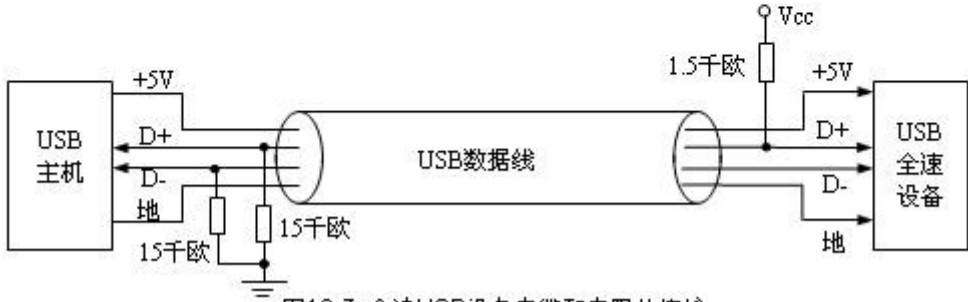 Vcc
1.5千欧
+5V
+5V
USB
主机
D+
D-
地
USB数据线
D+
D-
地
USB
全速
设备
15千欧
15千欧